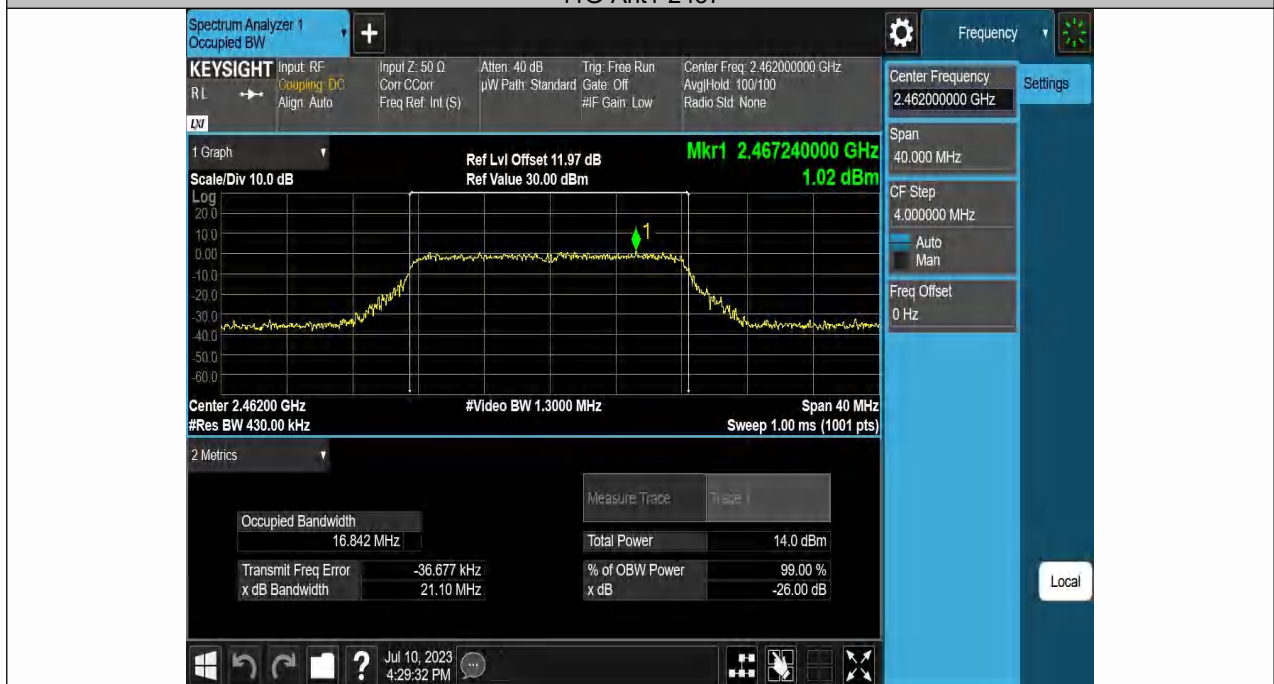 Spectrum Analyzer 1
Occupied BW
+
Frequency
KEYSIGHT
RL
LXI
Input: RF
Coupling: DC
Align: Auto
Input Z: 50 Ω
Corr CCorr
Freq Ref: Int (S)
Atten: 40 dB
µW Path: Standard
Trig: Free Run
Gate: Off
#IF Gain: Low
Center Freq: 2.462000000 GHz
Avg|Hold: 100/100
Radio Std: None
Center Frequency
2.462000000 GHz
Settings
Span
40.000 MHz
CF Step
4.000000 MHz
Auto
Man
Freq Offset
0 Hz
1 Graph
Scale/Div 10.0 dB
Ref Lvl Offset 11.97 dB
Ref Value 30.00 dBm
Mkr1 2.467240000 GHz
1.02 dBm
Log
20.0
10.0
0.00
-10.0
-20.0
-30.0
-40.0
-50.0
-60.0
1
Center 2.46200 GHz
#Res BW 430.00 kHz
#Video BW 1.3000 MHz
Span 40 MHz
Sweep 1.00 ms (1001 pts)
2 Metrics
Measure Trace
Trace 1
Occupied Bandwidth
16.842 MHz
Total Power
14.0 dBm
Transmit Freq Error
-36.677 kHz
% of OBW Power
99.00 %
x dB Bandwidth
21.10 MHz
x dB
-26.00 dB
Local
?
Jul 10, 2023
4:29:32 PM